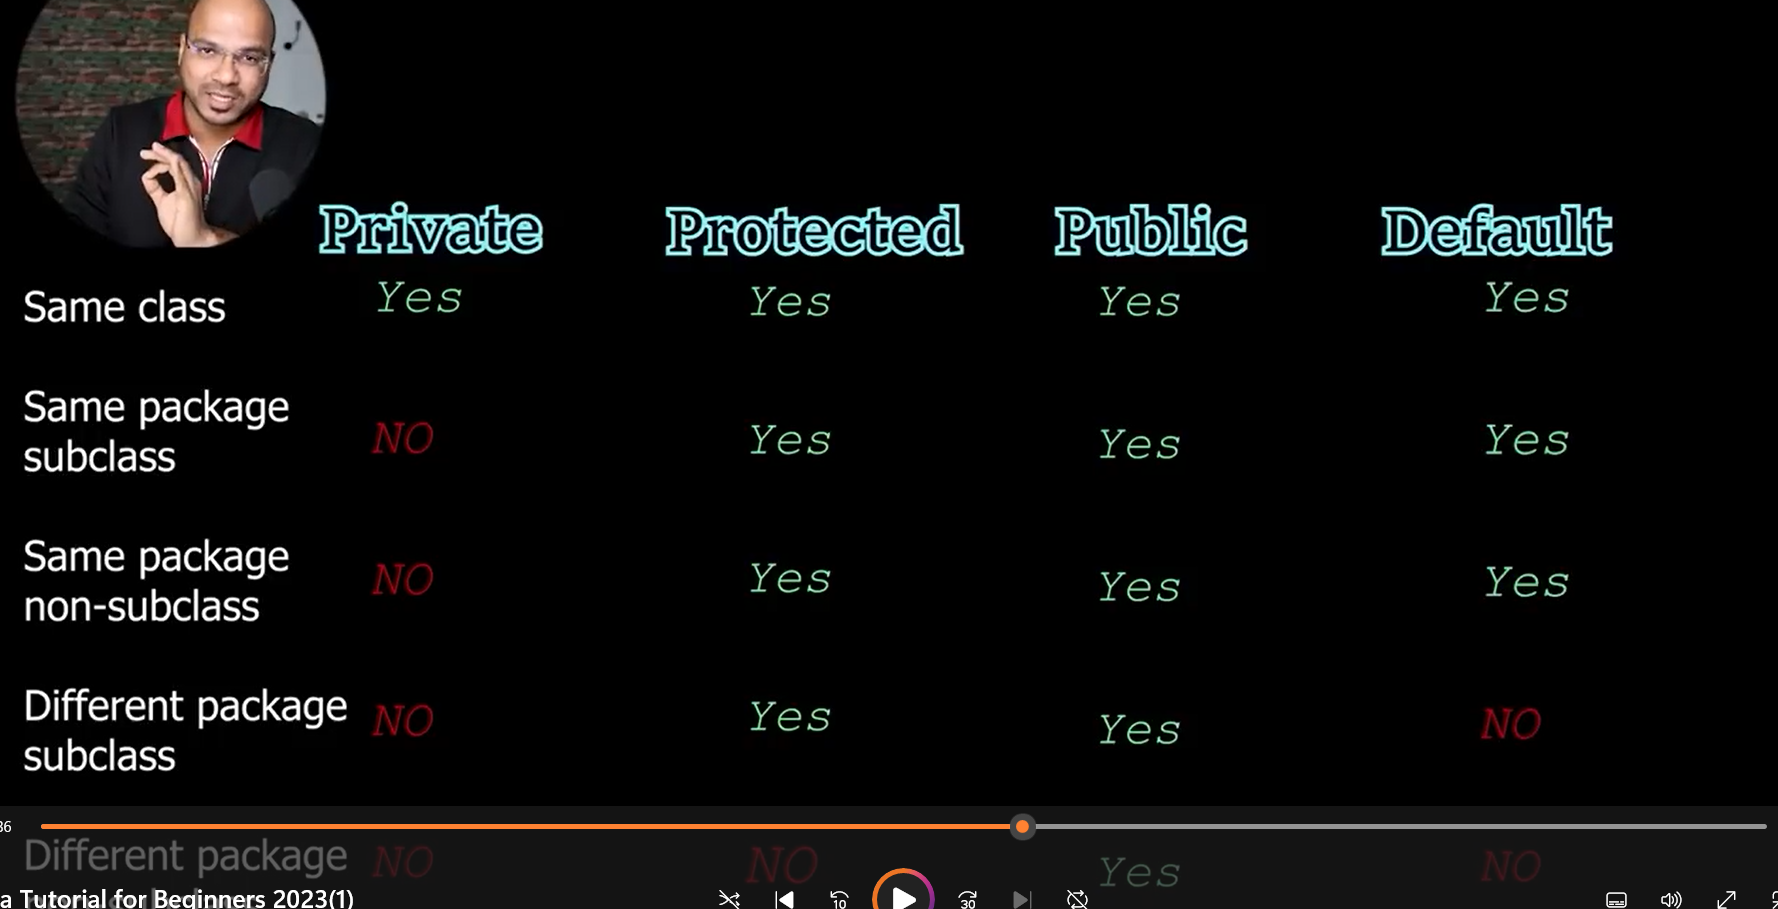 Private Protected Public Default
Same class Yes Yes Yes Yes
Same package
subclass NO Yes Yes Yes
Same package
non-subclass NO Yes Yes Yes
Different package
subclass NO Yes Yes NO
36
Different package NO NO Yes NO
a Tutorial for Beginners 2023(1)
10 30